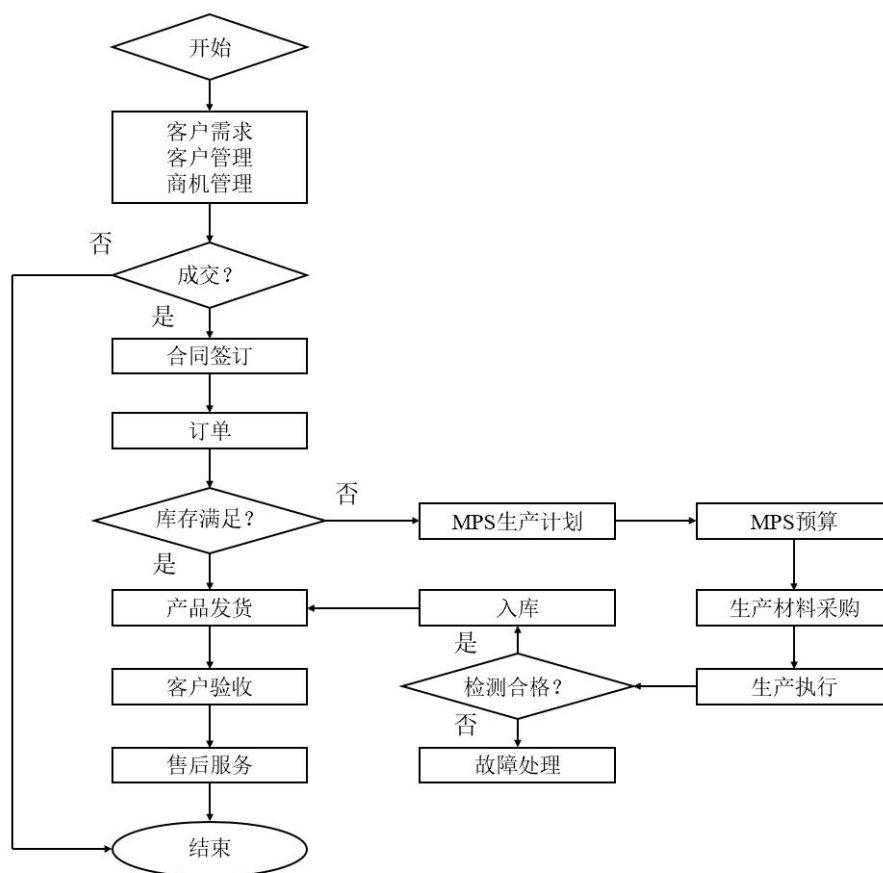 开始
客户需求
客户管理
商机管理
否
成交?
是
合同签订
订单
库存满足?
否
MPS生产计划
MPS预算
是
产品发货
入库
生产材料采购
是
客户验收
检测合格?
生产执行
否
售后服务
故障处理
结束